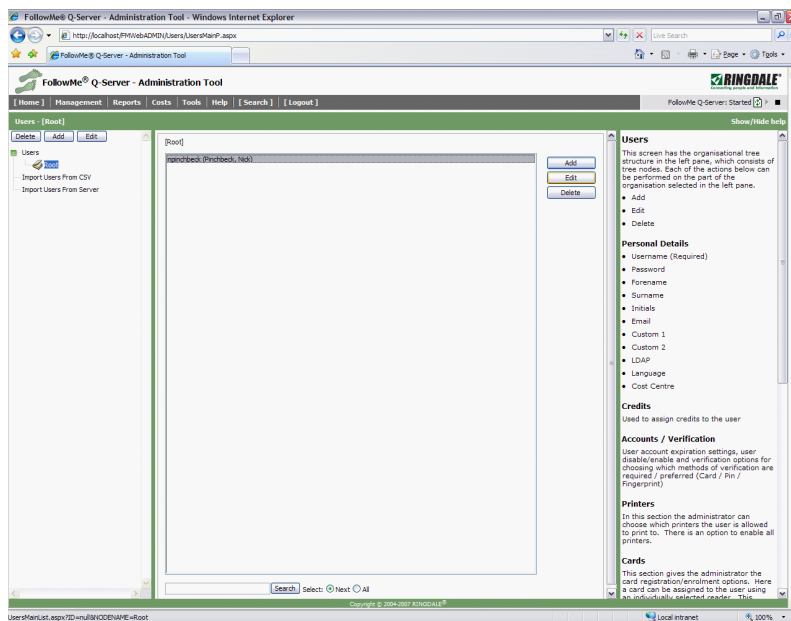 FollowMe® Q-Server - Administration Tool - Windows Internet Explorer
http://localhost/FMWebADMIN/Users/UsersMainP.aspx
Live Search
FollowMe® Q-Server - Administration Tool
Page
Tools
FollowMe® Q-Server - Administration Tool
RINGDALE®
Connecting people and information
[ Home ] | Management | Reports | Costs | Tools | Help | [ Search ] | [ Logout ]
FollowMe Q-Server: Started
Users - [Root]
Show/Hide help
Delete Add Edit
Users
Root
Import Users From CSV
Import Users From Server
[Root]
npinchbeck (Pinchbeck, Nick)
Add
Edit
Delete
Search Select: Next All
Users
This screen has the organisational tree
structure in the left pane, which consists of
tree nodes. Each of the actions below can
be performed on the part of the
organisation selected in the left pane.
• Add
• Edit
• Delete
Personal Details
• Username (Required)
• Password
• Forename
• Surname
• Initials
• Email
• Custom 1
• Custom 2
• LDAP
• Language
• Cost Centre
Credits
Used to assign credits to the user
Accounts / Verification
User account expiration settings, user
disable/enable and verification options for
choosing which methods of verification are
required / preferred (Card / Pin /
Fingerprint)
Printers
In this section the administrator can
choose which printers the user is allowed
to print to. There is an option to enable all
printers.
Cards
This section gives the administrator the
card registration/enrolment options. Here
a card can be assigned to the user using
an individually selected reader. This
Copyright © 2004-2007 RINGDALE®
UsersMainList.aspx?ID=null&NODENAME=Root
Local intranet
100%